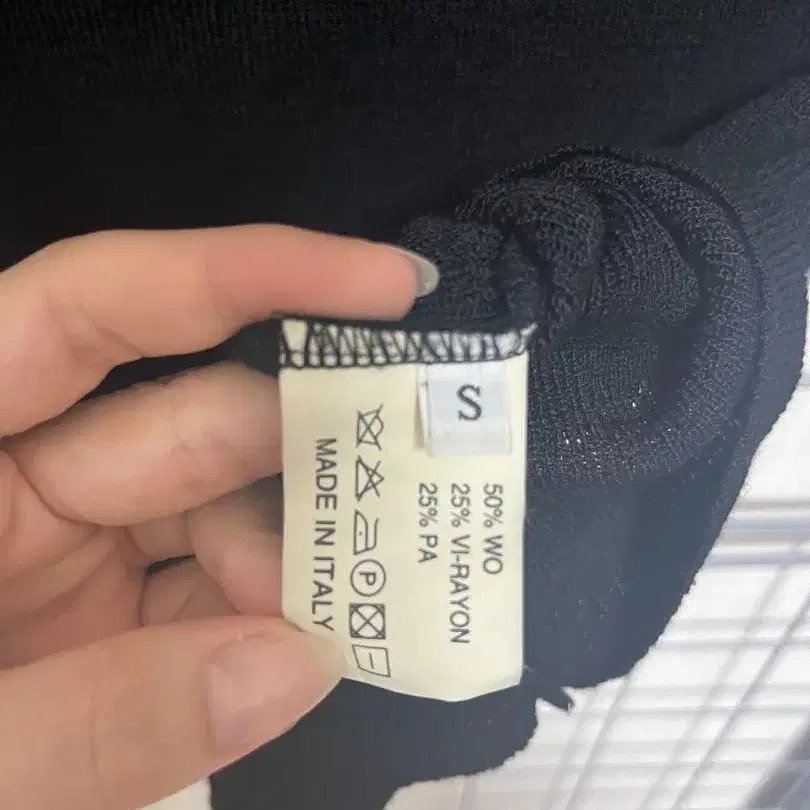 S
50% WO
25% VI-RAYON
25% PA
P
MADE IN ITALY